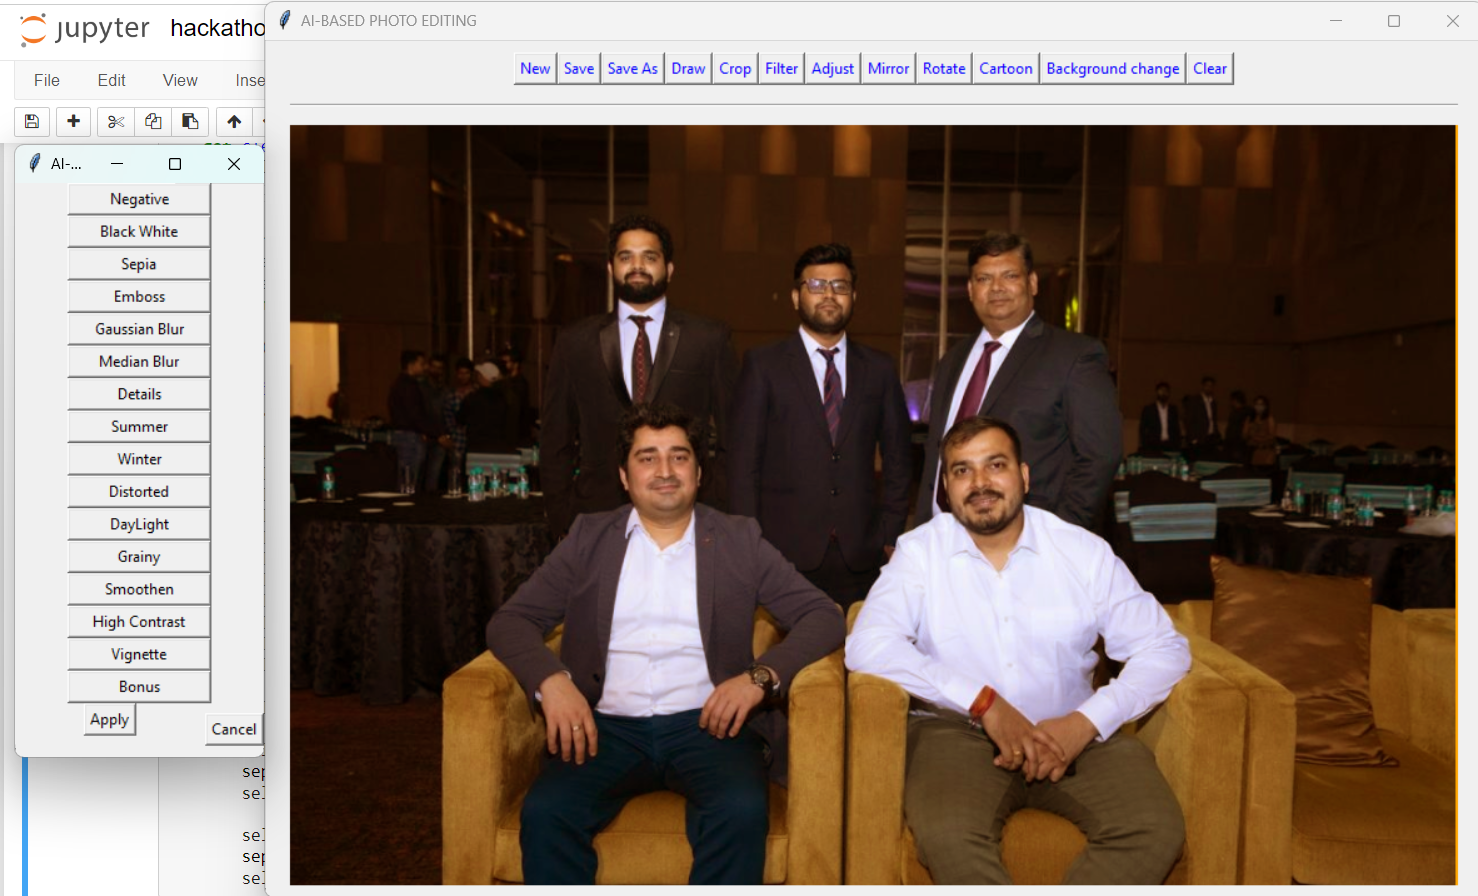 jupyter hackatho
File Edit View Inse
AI-BASED PHOTO EDITING
New Save Save As Draw Crop Filter Adjust Mirror Rotate Cartoon Background change Clear
AI-...
Negative
Black White
Sepia
Emboss
Gaussian Blur
Median Blur
Details
Summer
Winter
Distorted
DayLight
Grainy
Smoothen
High Contrast
Vignette
Bonus
Apply
Cancel
sep
sel
sel
sep
sel